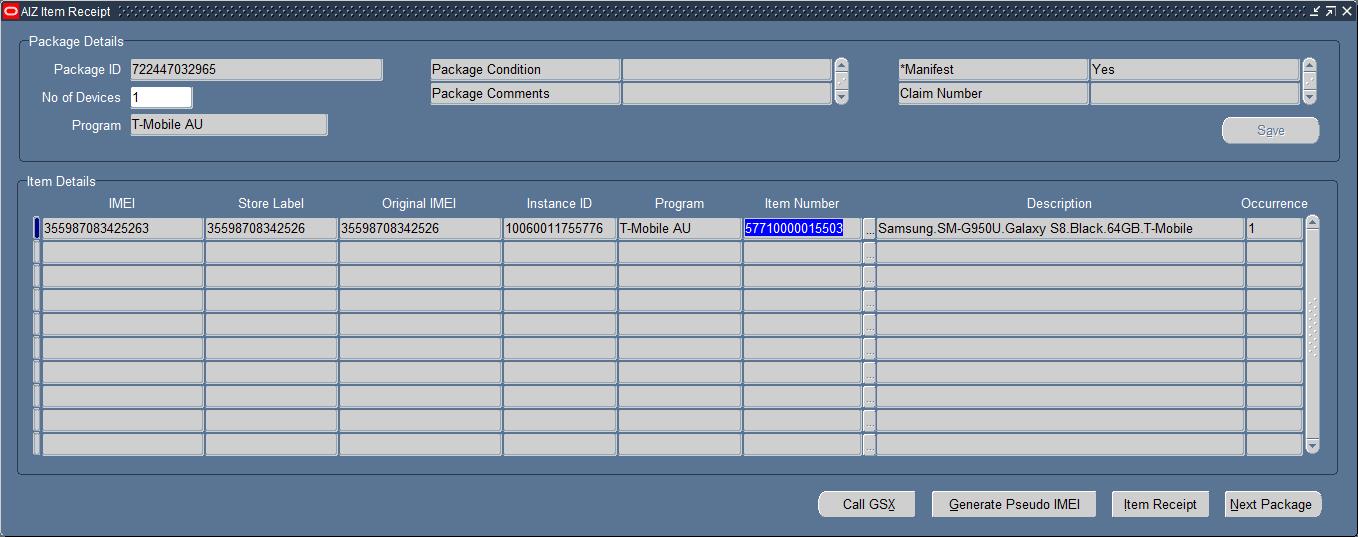 AIZ Item Receipt
Package Details
Package ID 722447032965 Package Condition *Manifest Yes
No of Devices 1 Package Comments Claim Number
Program T-Mobile AU
Save
Item Details
IMEI Store Label Original IMEI Instance ID Program Item Number Description Occurrence
355987083425263 35598708342526 35598708342526 10060011755776 T-Mobile AU 57710000015503 ... Samsung.SM-G950U.Galaxy S8.Black.64GB.T-Mobile 1
...
...
...
...
...
...
...
...
...
Call GSX Generate Pseudo IMEI Item Receipt Next Package